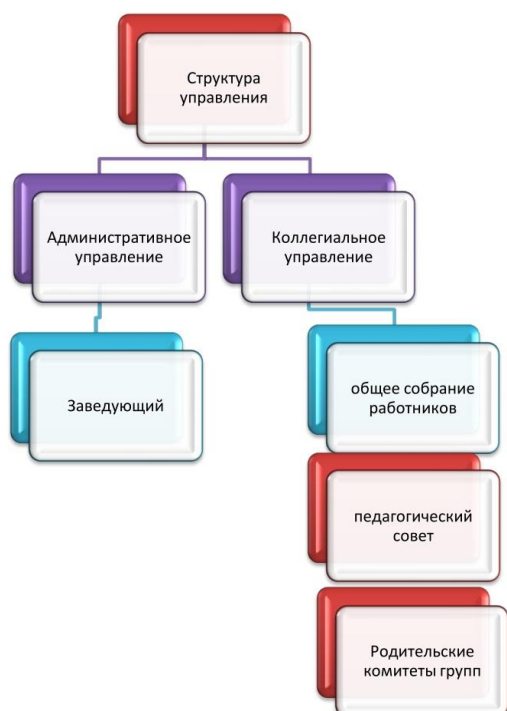 Структура
управления
Административное
управление
Коллегиальное
управление
Заведующий
общее собрание
работников
педагогический
совет
Родительские
комитеты групп